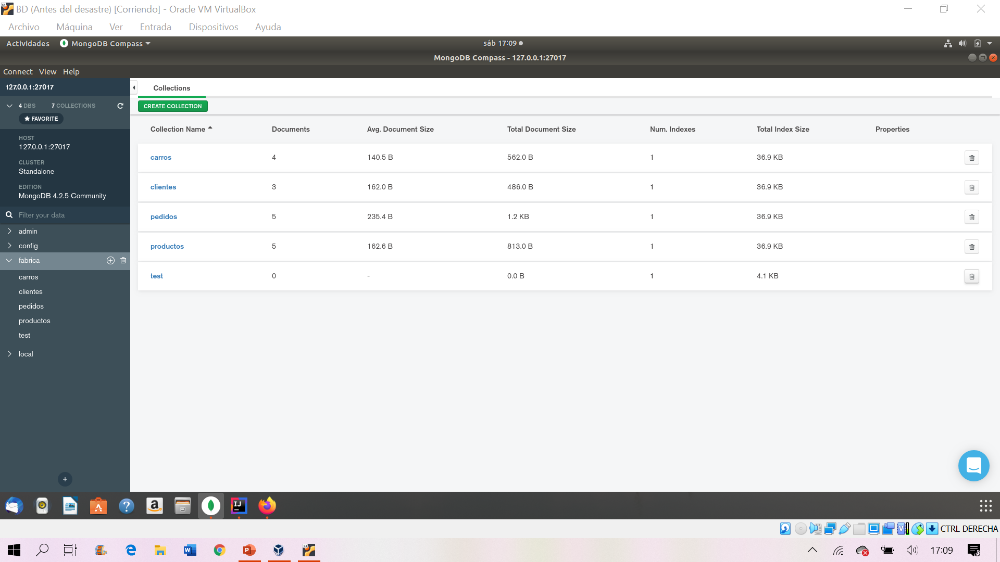 BD (Antes del desastre) [Corriendo] - Oracle VM VirtualBox
Archivo Máquina Ver Entrada Dispositivos Ayuda
Actividades MongoDB Compass sáb 17:09
MongoDB Compass - 127.0.0.1:27017
Connect View Help
127.0.0.1:27017
4 DBS 7 COLLECTIONS
FAVORITE
HOST
127.0.0.1:27017
CLUSTER
Standalone
EDITION
MongoDB 4.2.5 Community
Filter your data
admin
config
fabrica
carros
clientes
pedidos
productos
test
local
Collections
CREATE COLLECTION
Collection Name Documents Avg. Document Size Total Document Size Num. Indexes Total Index Size Properties
carros 4 140.5 B 562.0 B 1 36.9 KB
clientes 3 162.0 B 486.0 B 1 36.9 KB
pedidos 5 235.4 B 1.2 KB 1 36.9 KB
productos 5 162.6 B 813.0 B 1 36.9 KB
test 0 - 0.0 B 1 4.1 KB
CTRL DERECHA
17:09